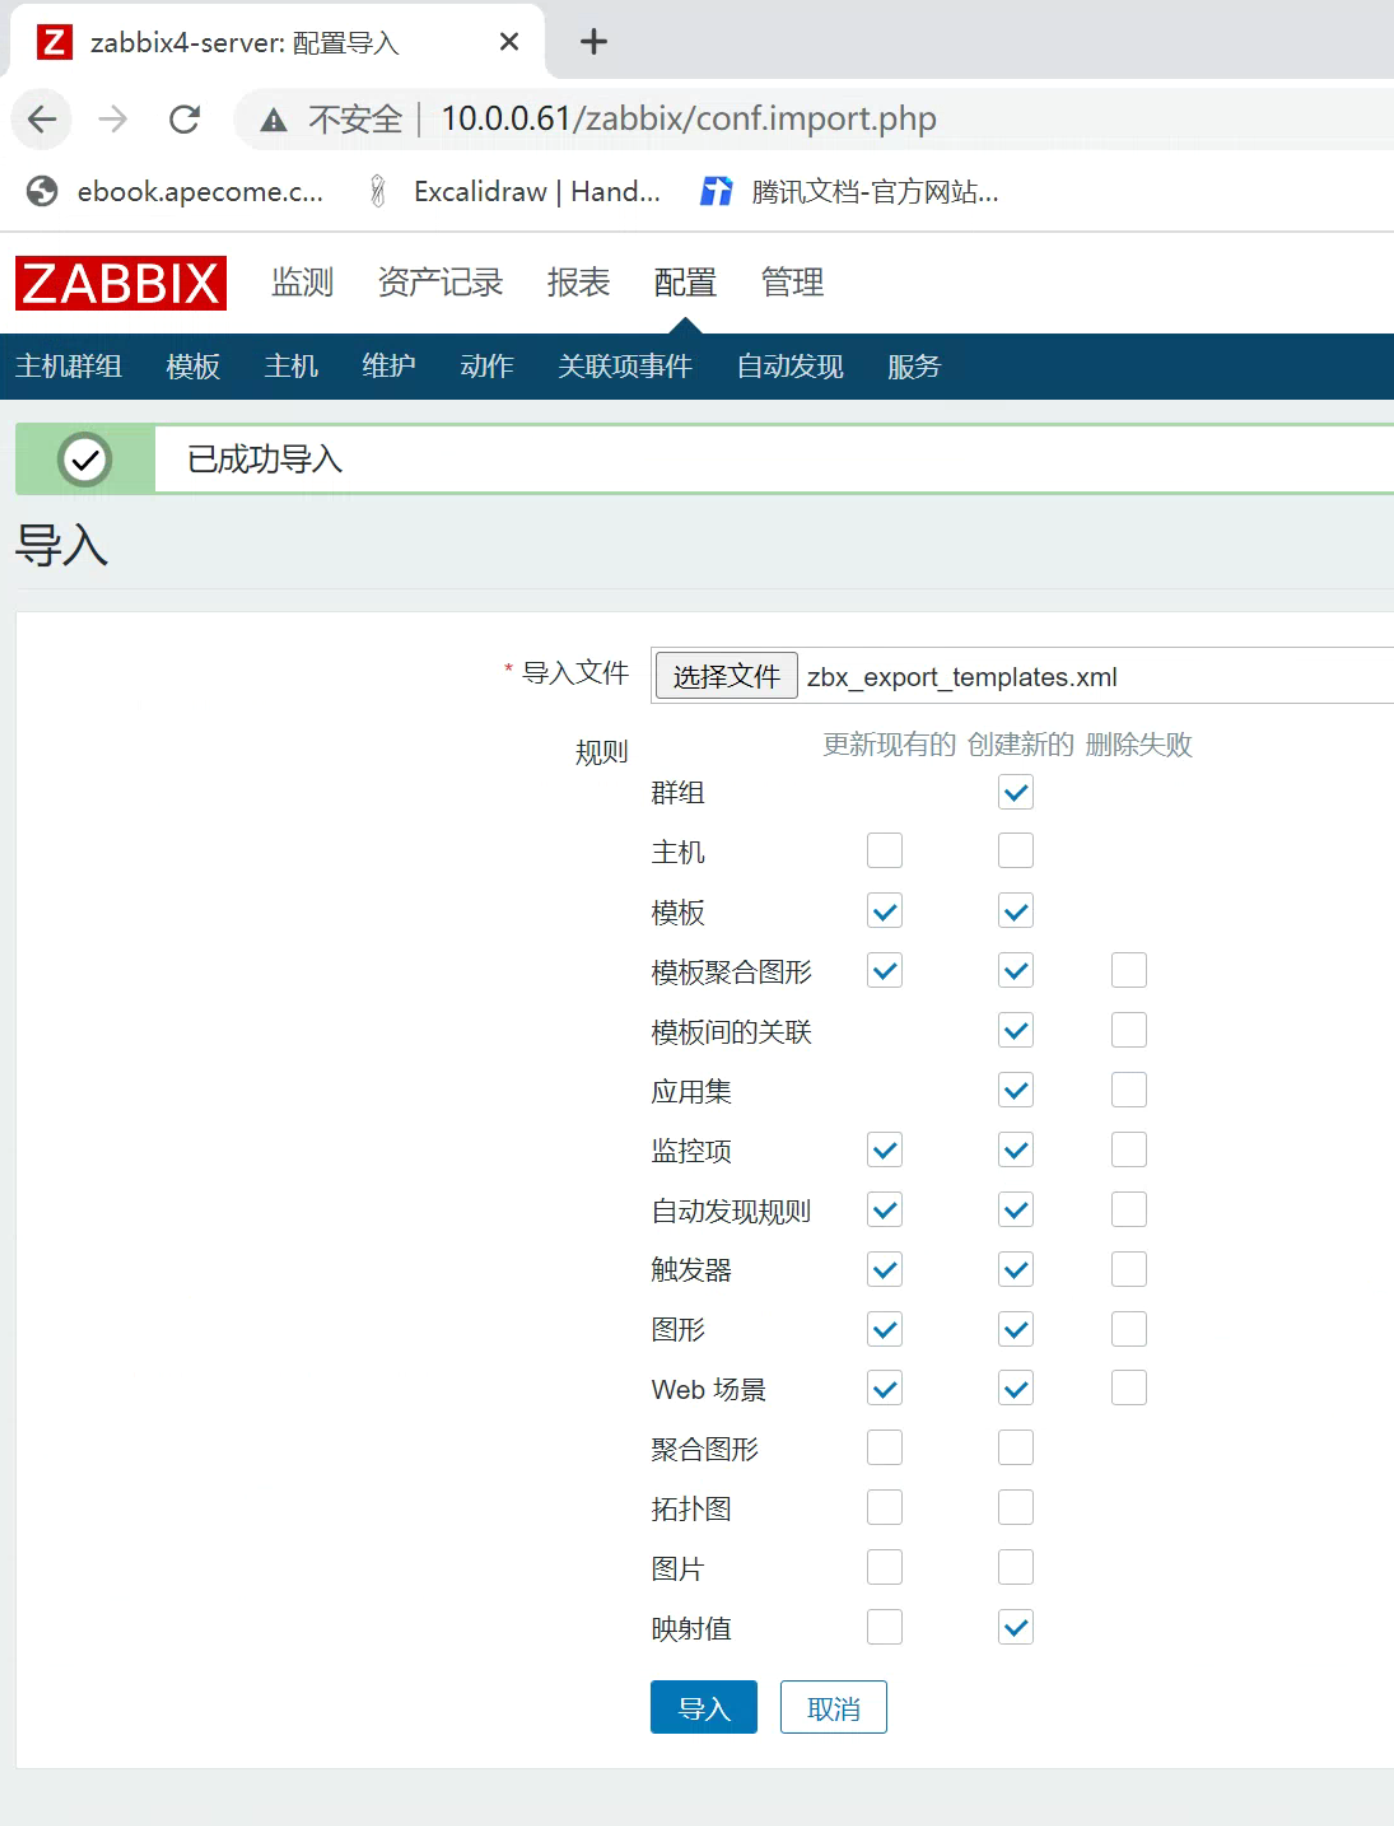 Z zabbix4-server: 配置导入
不安全 | 10.0.0.61/zabbix/conf.import.php
ebook.apecome.c... Excalidraw | Hand... 腾讯文档-官方网站...
ZABBIX 监测 资产记录 报表 配置 管理
主机群组 模板 主机 维护 动作 关联项事件 自动发现 服务
已成功导入
导入
* 导入文件 选择文件 zbx_export_templates.xml
规则 更新现有的 创建新的 删除失败
群组
主机
模板
模板聚合图形
模板间的关联
应用集
监控项
自动发现规则
触发器
图形
Web 场景
聚合图形
拓扑图
图片
映射值
导入 取消